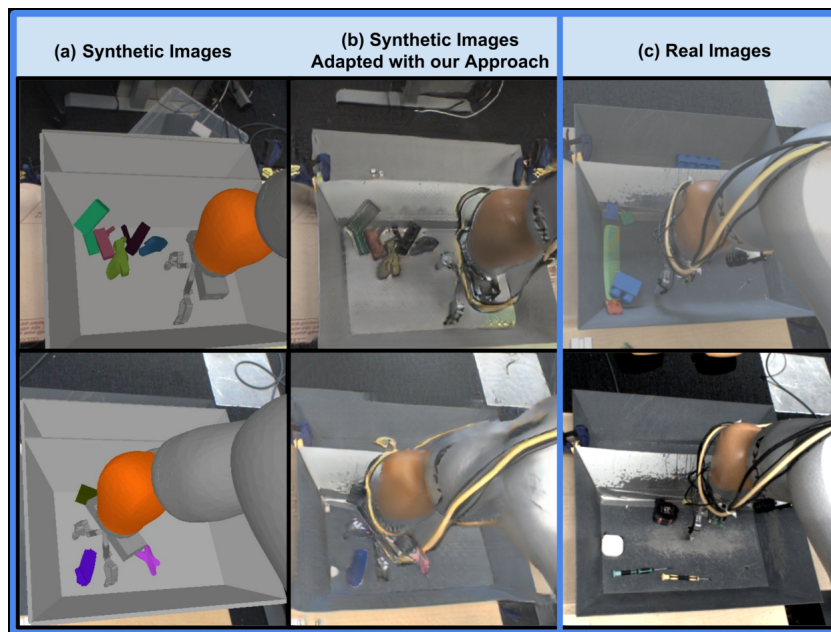 (a) Synthetic Images
(b) Synthetic Images
Adapted with our Approach
(c) Real Images